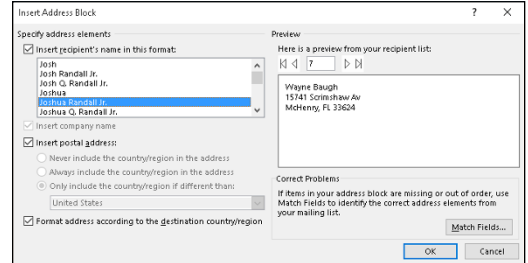 Insert Address Block
? X
Specify address elements
Insert recipient's name in this format:
Josh
Josh Randall Jr.
Josh Q. Randall Jr.
Joshua
Joshua Randall Jr.
Joshua Q. Randall Jr.
Insert company name
Insert postal address:
Never include the country/region in the address
Always include the country/region in the address
Only include the country/region if different than:
United States
Format address according to the destination country/region
Preview
Here is a preview from your recipient list:
7
Wayne Baugh
15741 Scrimshaw Av
McHenry, FL 33624
Correct Problems
If items in your address block are missing or out of order, use
Match Fields to identify the correct address elements from
your mailing list.
Match Fields...
OK Cancel